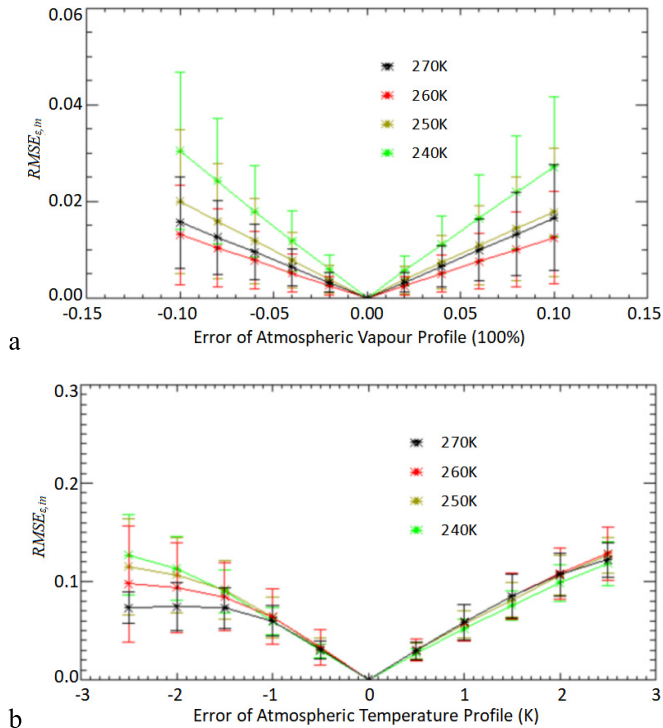 0.06
0.04
0.02
0.00
RMSEε,in
270K
260K
250K
240K
-0.15
-0.10
-0.05
0.00
0.05
0.10
0.15
Error of Atmospheric Vapour Profile (100%)
a
0.3
0.2
0.1
0.0
RMSEε,in
270K
260K
250K
240K
-3
-2
-1
0
1
2
3
Error of Atmospheric Temperature Profile (K)
b